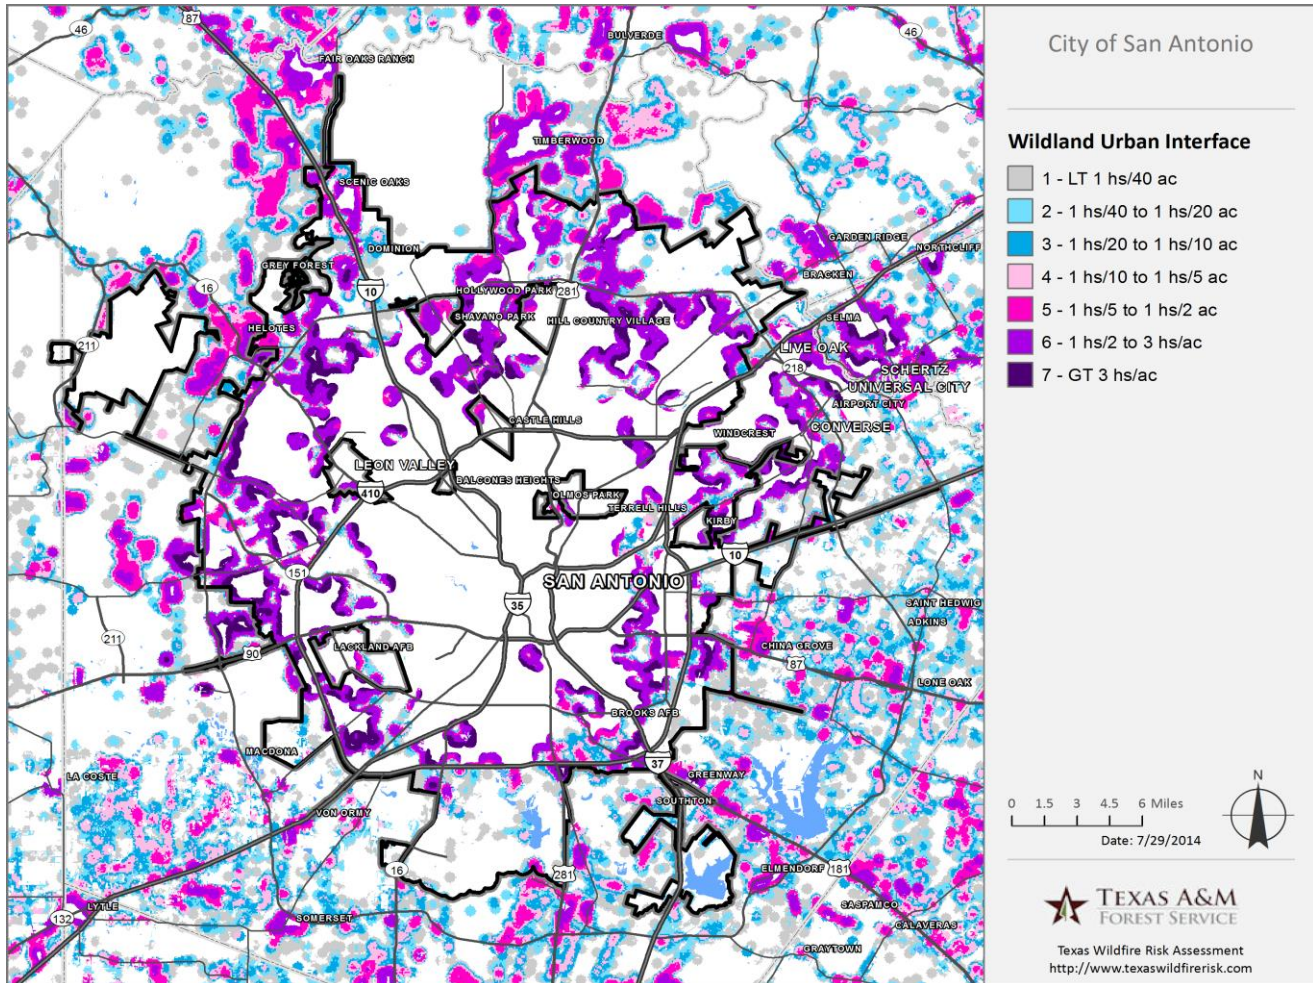 87
46
BULVERDE
46
FAIR OAKS RANCH
TIMBERWOOD
SCENIC OAKS
DOMINION
GARDEN RIDGE
NORTHCLIFF
GREY FOREST
BRACKEN
16
10
HOLLYWOOD PARK
281
SHAVANO PARK
HILL COUNTRY VILLAGE
SELMA
HELOTES
211
LIVE OAK
218
SCHERTZ
UNIVERSAL CITY
AIRPORT CITY
CASTLE HILLS
CONVERSE
WINDCREST
LEON VALLEY
BALCONES HEIGHTS
410
OLMOS PARK
TERRELL HILLS
KIRBY
10
151
SAN ANTONIO
35
SAINT HEDWIG
ADKINS
211
LACKLAND AFB
90
CHINA GROVE
87
LONE OAK
BROOKS AFB
MACDONA
37
LA COSTE
GREENWAY
SOUTHTON
VON ORMY
16
281
ELMENDORF
181
LYTLE
132
SOMERSET
SASPAMCO
CALAVERAS
GRAYTOWN
City of San Antonio
Wildland Urban Interface
1 - LT 1 hs/40 ac
2 - 1 hs/40 to 1 hs/20 ac
3 - 1 hs/20 to 1 hs/10 ac
4 - 1 hs/10 to 1 hs/5 ac
5 - 1 hs/5 to 1 hs/2 ac
6 - 1 hs/2 to 3 hs/ac
7 - GT 3 hs/ac
N
0 1.5 3 4.5 6 Miles
Date: 7/29/2014
TEXAS A&M
FOREST SERVICE
Texas Wildfire Risk Assessment
http://www.texaswildfirerisk.com